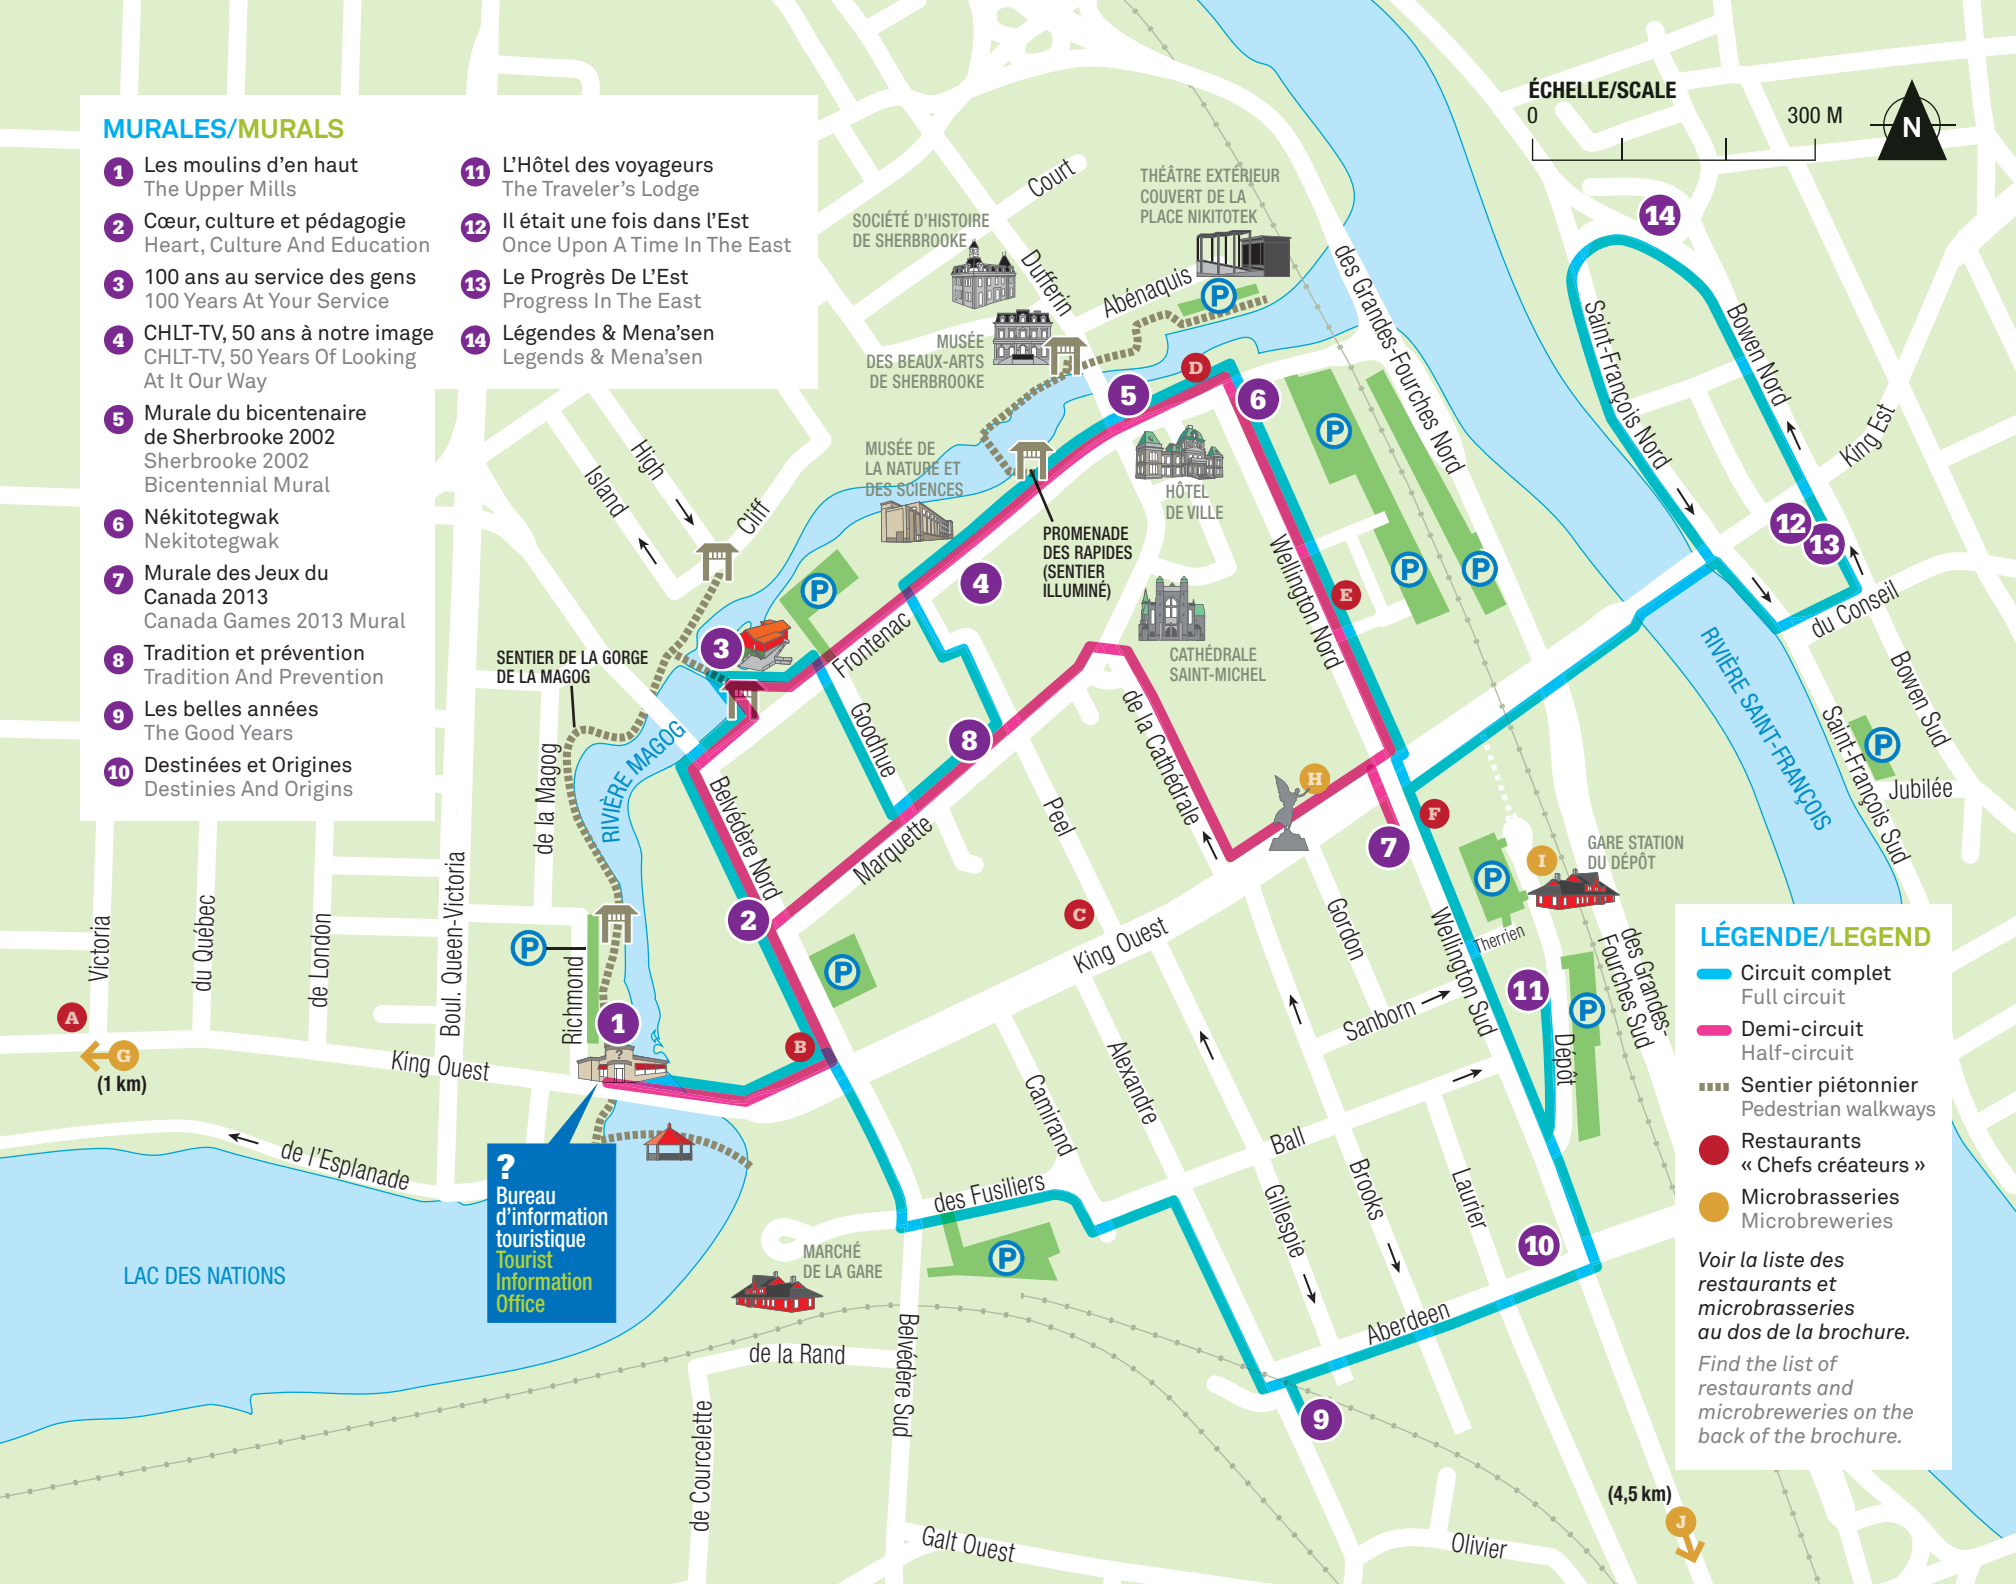 MURALES/MURALS
1 Les moulins d'en haut
The Upper Mills
2 Cœur, culture et pédagogie
Heart, Culture And Education
3 100 ans au service des gens
100 Years At Your Service
4 CHLT-TV, 50 ans à notre image
CHLT-TV, 50 Years Of Looking
At It Our Way
5 Murale du bicentenaire
de Sherbrooke 2002
Sherbrooke 2002
Bicentennial Mural
6 Nékitotegwak
Nekitotegwak
7 Murale des Jeux du
Canada 2013
Canada Games 2013 Mural
8 Tradition et prévention
Tradition And Prevention
9 Les belles années
The Good Years
10 Destinées et Origines
Destinies And Origins
11 L'Hôtel des voyageurs
The Traveler's Lodge
12 Il était une fois dans l'Est
Once Upon A Time In The East
13 Le Progrès De L'Est
Progress In The East
14 Légendes & Mena'sen
Legends & Mena'sen
ÉCHELLE/SCALE
0 300 M
N
Court
THÉÂTRE EXTÉRIEUR
COUVERT DE LA
PLACE NIKITOTEK
SOCIÉTÉ D'HISTOIRE
DE SHERBROOKE
Dufferin
Abénaquis
P
des Grandes-Fourches Nord
14
Saint-François Nord
Bowen Nord
King Est
MUSÉE
DES BEAUX-ARTS
DE SHERBROOKE
D
5
6
P
High
Island
Cliff
MUSÉE DE
LA NATURE ET
DES SCIENCES
HÔTEL
DE VILLE
PROMENADE
DES RAPIDES
(SENTIER
ILLUMINÉ)
Wellington Nord
P
P
12
13
4
E
P
du Conseil
3
Frontenac
CATHÉDRALE
SAINT-MICHEL
SENTIER DE LA GORGE
DE LA MAGOG
RIVIÈRE MAGOG
RIVIÈRE SAINT-FRANÇOIS
Bowen Sud
Saint-François Sud
P
Jubilée
Goodhue
8
de la Cathédrale
de la Magog
Belvédère Nord
Peel
H
F
7
Marquette
GARE STATION
DU DÉPÔT
I
P
Victoria
du Québec
de London
Boul. Queen-Victoria
2
C
King Ouest
Gordon
Wellington Sud
Therrien
des Grandes-
Fourches Sud
P
Richmond
P
11
P
Sanborn
Dépôt
A
G
(1 km)
King Ouest
1
?
B
Alexandre
Camirand
Ball
Brooks
Laurier
Gillespie
de l'Esplanade
LAC DES NATIONS
?
Bureau
d'information
touristique
Tourist
Information
Office
des Fusiliers
P
MARCHÉ
DE LA GARE
10
Aberdeen
9
de la Rand
Belvédère Sud
de Courcelette
Galt Ouest
Olivier
(4,5 km)
J
LÉGENDE/LEGEND
Circuit complet
Full circuit
Demi-circuit
Half-circuit
Sentier piétonnier
Pedestrian walkways
Restaurants
« Chefs créateurs »
Microbrasseries
Microbreweries
Voir la liste des
restaurants et
microbrasseries
au dos de la brochure.
Find the list of
restaurants and
microbreweries on the
back of the brochure.